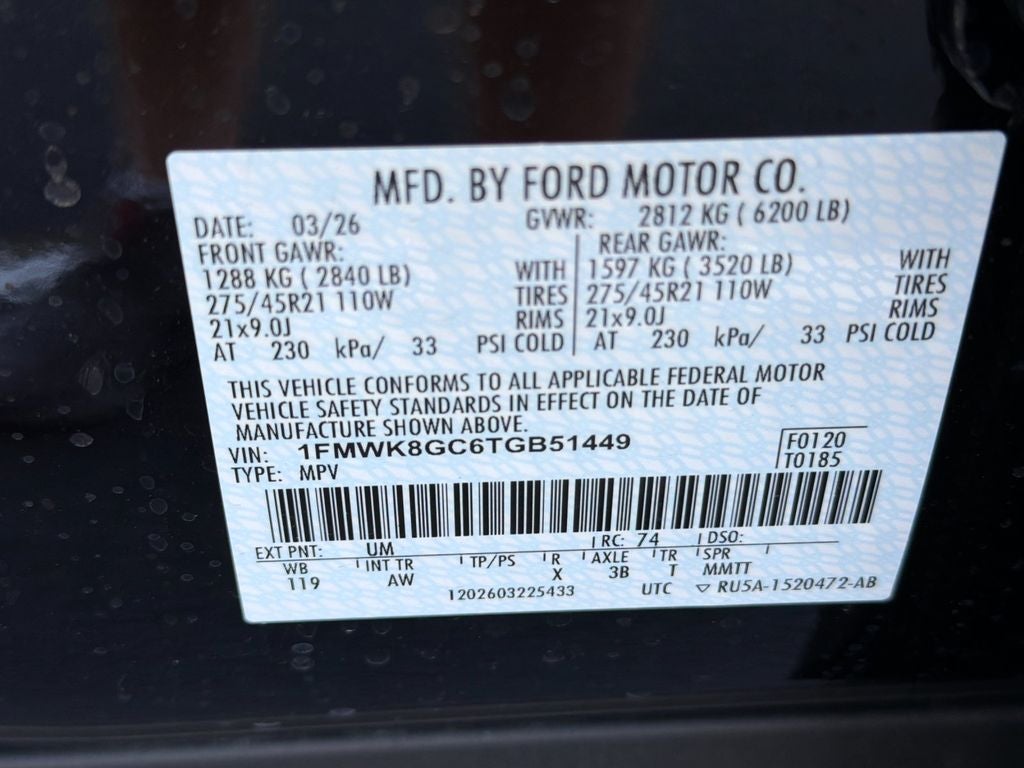 MFD. BY FORD MOTOR CO.
DATE: 03/26 GVWR: 2812 KG ( 6200 LB)
FRONT GAWR: REAR GAWR:
1288 KG ( 2840 LB) WITH 1597 KG ( 3520 LB) WITH
275/45R21 110W TIRES 275/45R21 110W TIRES
21x9.0J RIMS 21x9.0J RIMS
AT 230 kPa/ 33 PSI COLD AT 230 kPa/ 33 PSI COLD
THIS VEHICLE CONFORMS TO ALL APPLICABLE FEDERAL MOTOR
VEHICLE SAFETY STANDARDS IN EFFECT ON THE DATE OF
MANUFACTURE SHOWN ABOVE.
VIN: 1FMWK8GC6TGB51449 F0120
TYPE: MPV T0185
EXT PNT: UM RC: 74 DSO:
WB INT TR TP/PS R AXLE TR SPR
119 AW X 3B T MMTT
1202603225433 UTC ▽ RU5A-1520472-AB